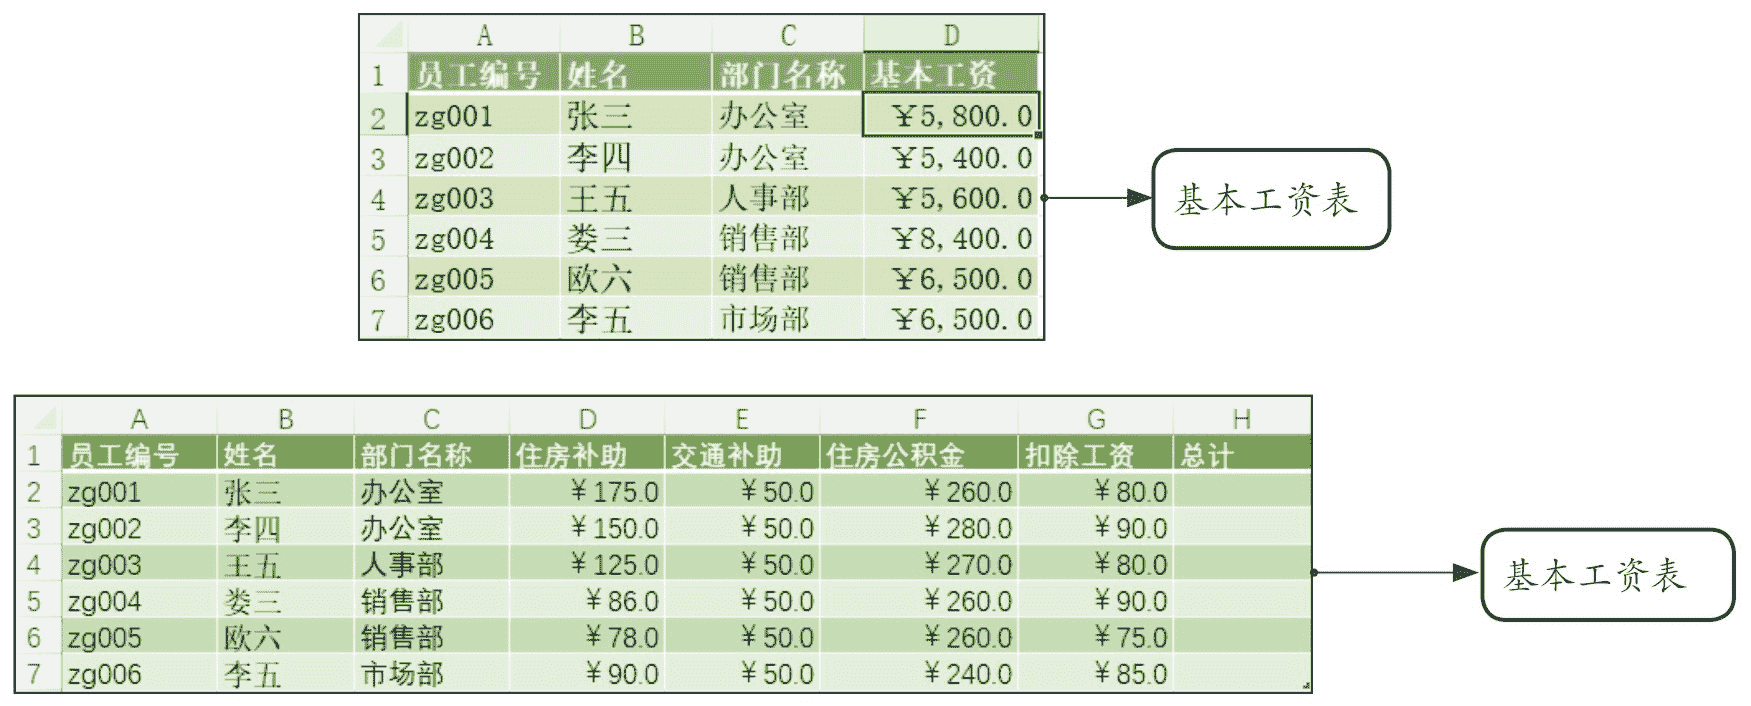 A B C D
1 员工编号 姓名 部门名称 基本工资
2 zg001 张三 办公室 ￥5,800.0
3 zg002 李四 办公室 ￥5,400.0
4 zg003 王五 人事部 ￥5,600.0
5 zg004 娄三 销售部 ￥8,400.0
6 zg005 欧六 销售部 ￥6,500.0
7 zg006 李五 市场部 ￥6,500.0
基本工资表
A B C D E F G H
1 员工编号 姓名 部门名称 住房补助 交通补助 住房公积金 扣除工资 总计
2 zg001 张三 办公室 ￥175.0 ￥50.0 ￥260.0 ￥80.0
3 zg002 李四 办公室 ￥150.0 ￥50.0 ￥280.0 ￥90.0
4 zg003 王五 人事部 ￥125.0 ￥50.0 ￥270.0 ￥80.0
5 zg004 娄三 销售部 ￥86.0 ￥50.0 ￥260.0 ￥90.0
6 zg005 欧六 销售部 ￥78.0 ￥50.0 ￥260.0 ￥75.0
7 zg006 李五 市场部 ￥90.0 ￥50.0 ￥240.0 ￥85.0
基本工资表